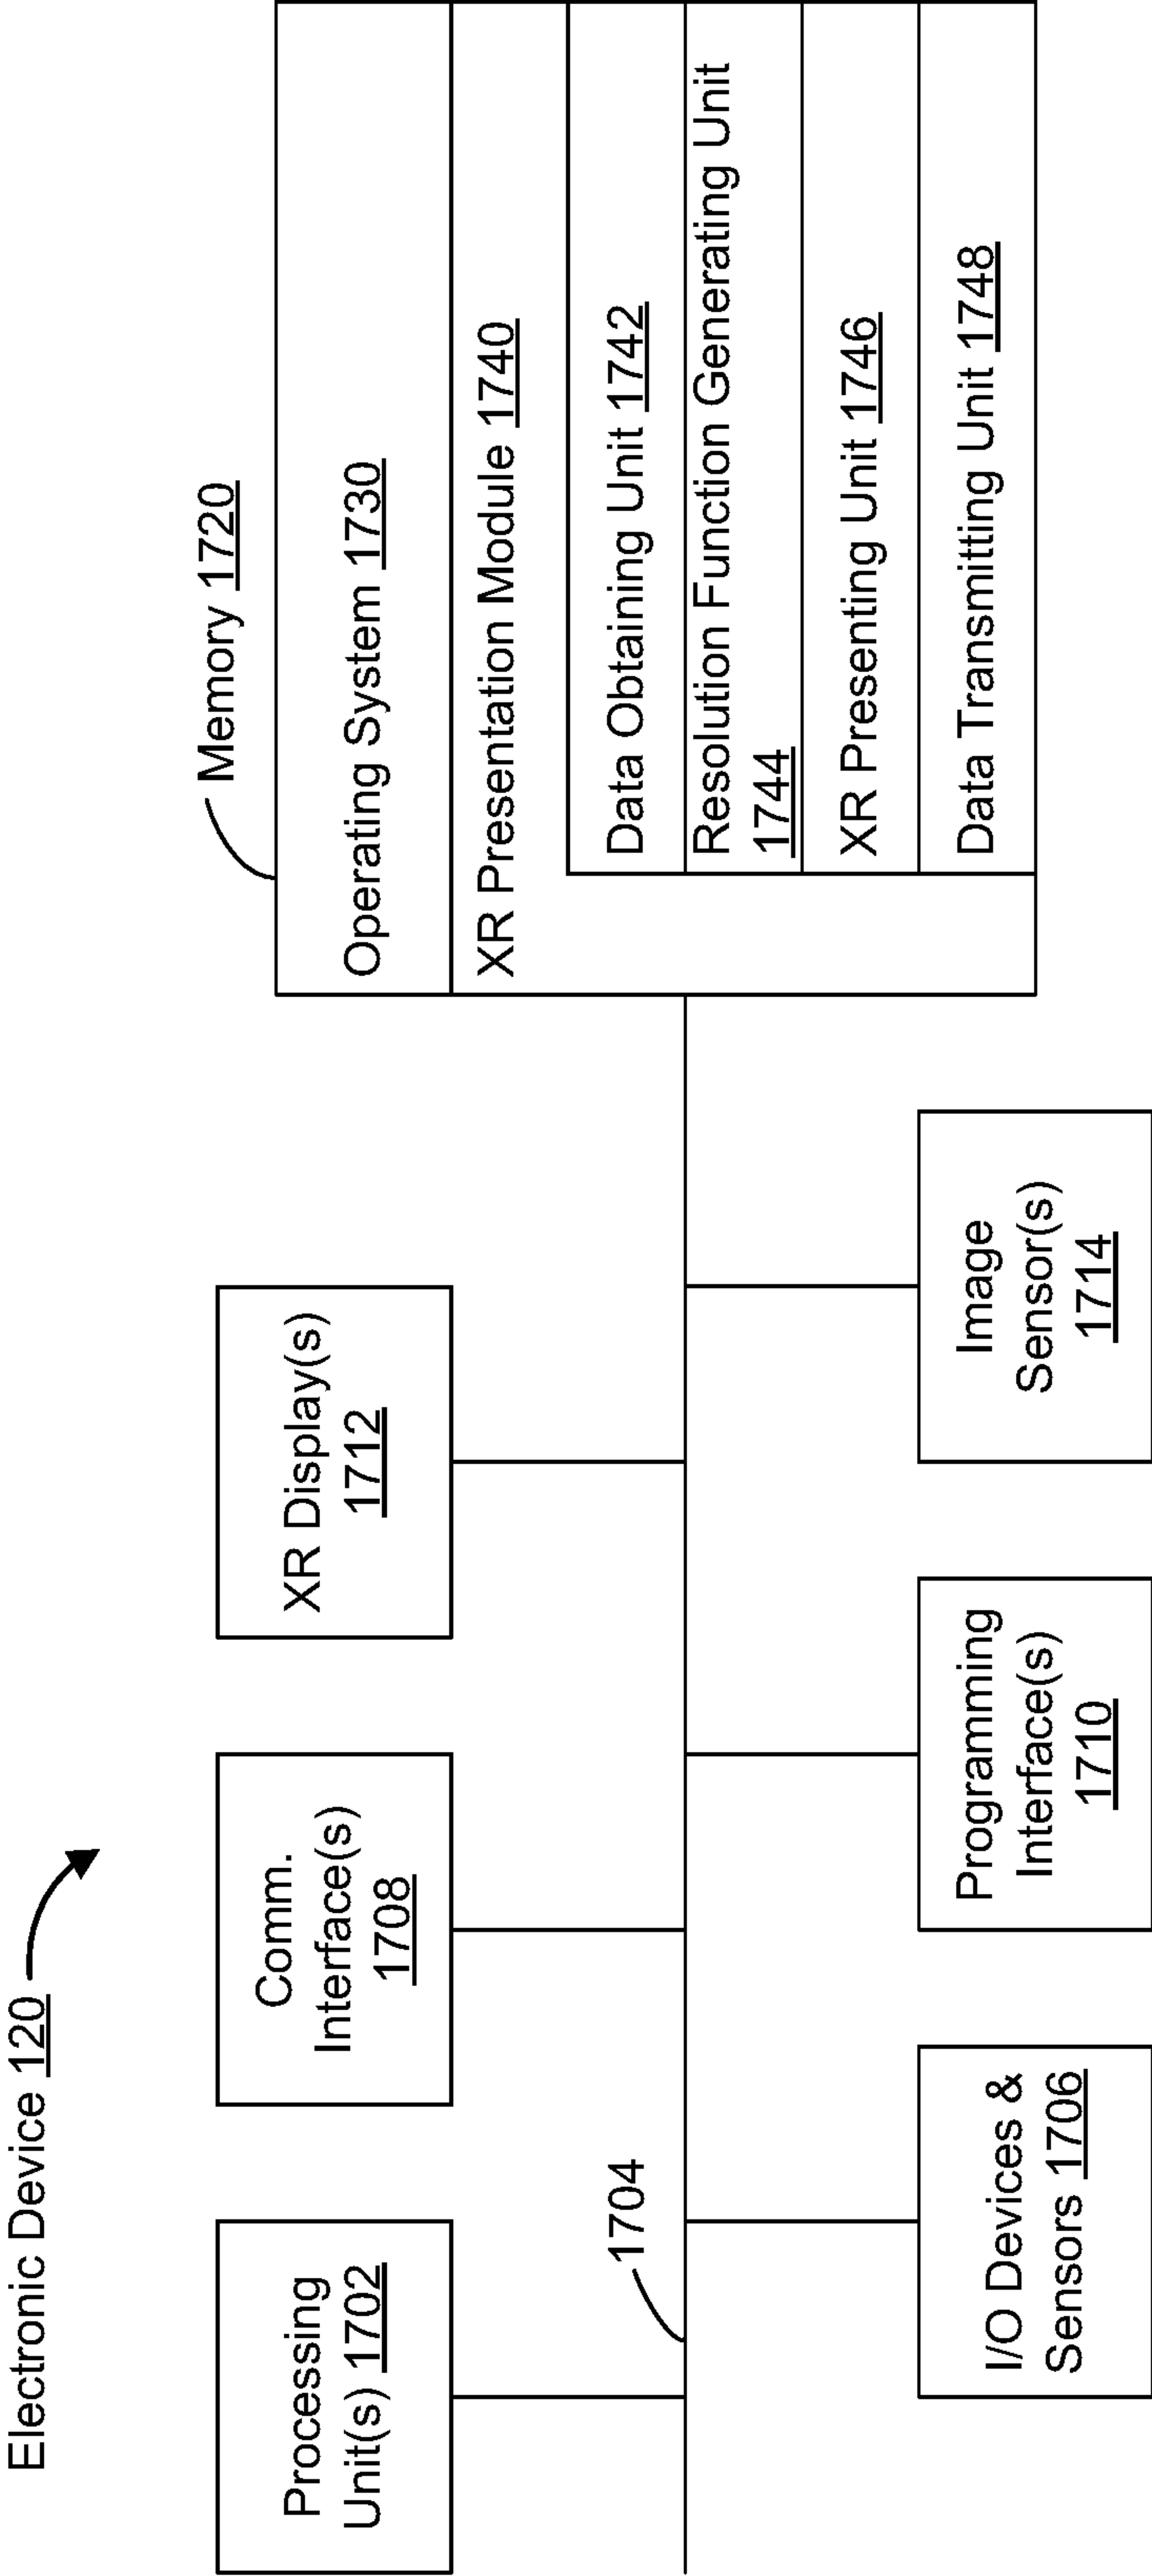 Electronic Device 120
Processing
Unit(s) 1702
Comm.
Interface(s)
1708
XR Display(s)
1712
1704
I/O Devices &
Sensors 1706
Programming
Interface(s)
1710
Image
Sensor(s)
1714
Memory 1720
Operating System 1730
XR Presentation Module 1740
Data Obtaining Unit 1742
Resolution Function Generating Unit
1744
XR Presenting Unit 1746
Data Transmitting Unit 1748